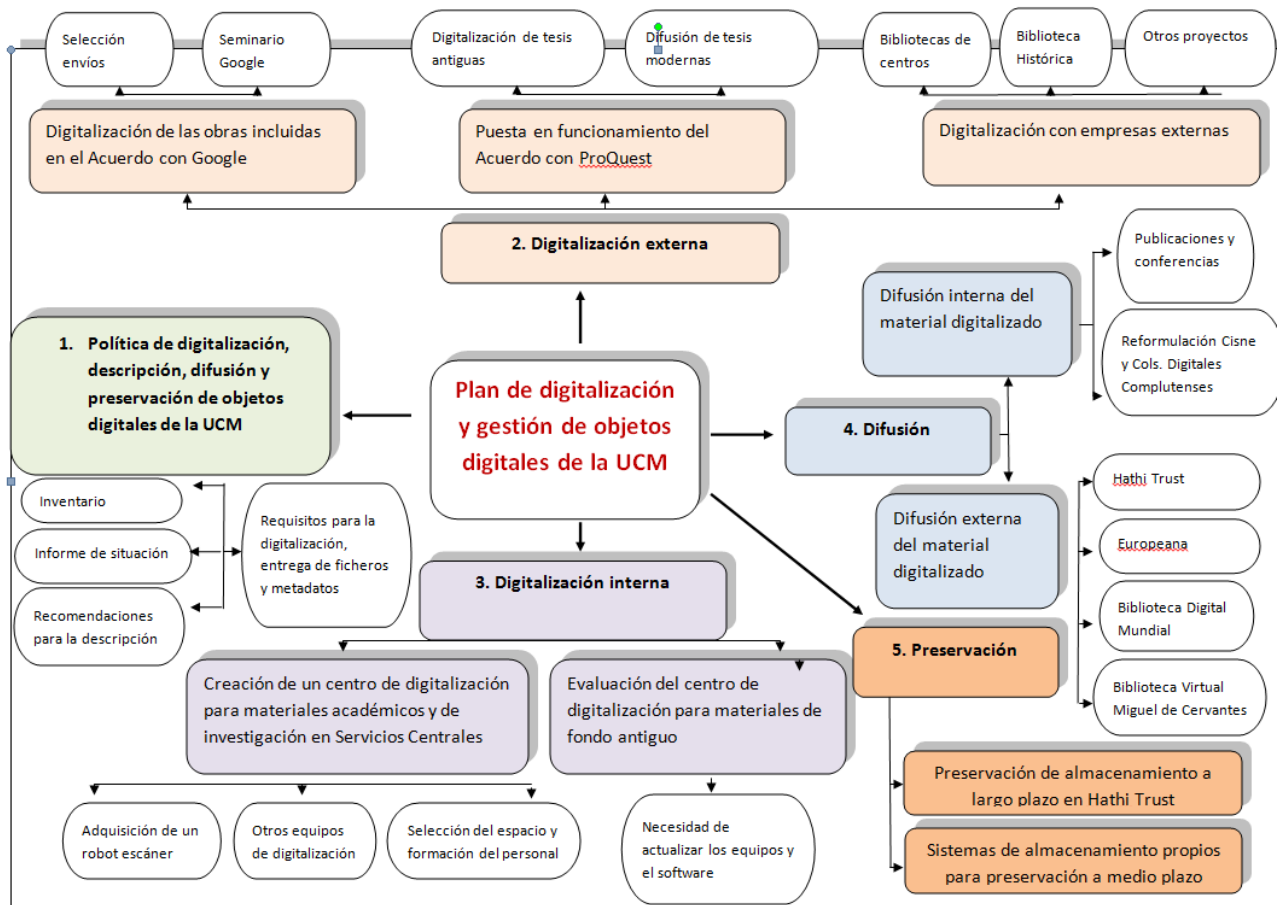 Selección
envíos
Seminario
Google
Digitalización de tesis
antiguas
Difusión de tesis
modernas
Bibliotecas de
centros
Biblioteca
Histórica
Otros proyectos
Digitalización de las obras incluidas
en el Acuerdo con Google
Puesta en funcionamiento del
Acuerdo con ProQuest
Digitalización con empresas externas
2. Digitalización externa
Publicaciones y
conferencias
Difusión interna del
material digitalizado
Reformulación Cisne
y Cols. Digitales
Complutenses
1. Política de digitalización,
descripción, difusión y
preservación de objetos
digitales de la UCM
Plan de digitalización
y gestión de objetos
digitales de la UCM
4. Difusión
Inventario
Informe de situación
Recomendaciones
para la descripción
Requisitos para la
digitalización,
entrega de ficheros
y metadatos
Difusión externa
del material
digitalizado
Hathi Trust
Europeana
Biblioteca Digital
Mundial
Biblioteca Virtual
Miguel de Cervantes
3. Digitalización interna
5. Preservación
Creación de un centro de digitalización
para materiales académicos y de
investigación en Servicios Centrales
Evaluación del centro de
digitalización para materiales de
fondo antiguo
Preservación de almacenamiento a
largo plazo en Hathi Trust
Sistemas de almacenamiento propios
para preservación a medio plazo
Adquisición de un
robot escáner
Otros equipos
de digitalización
Selección del espacio y
formación del personal
Necesidad de
actualizar los equipos y
el software